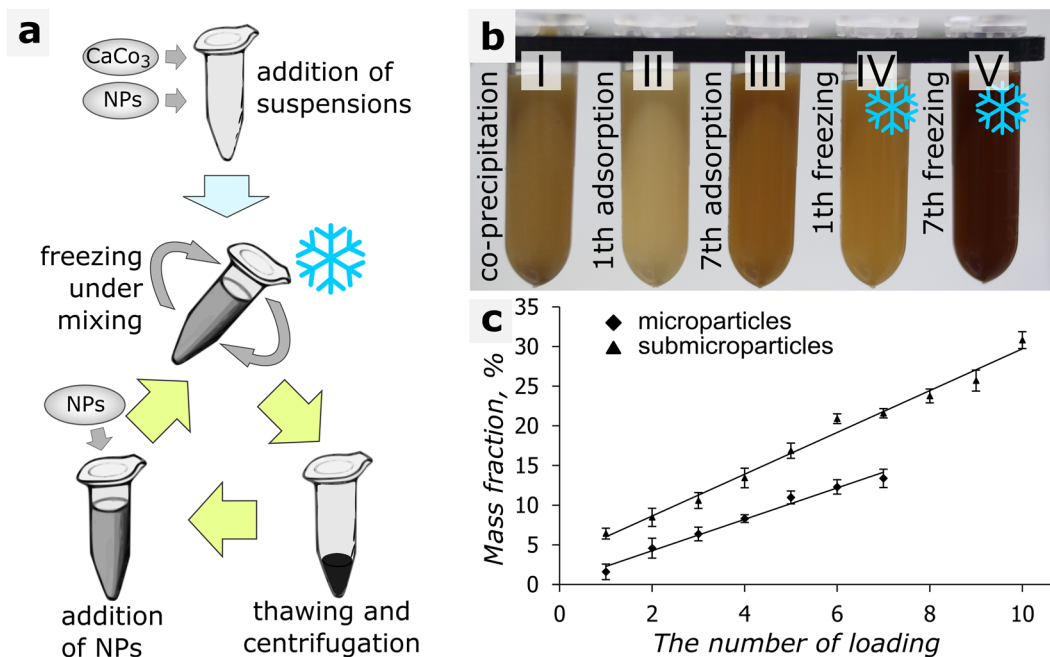 a
CaCo3
NPs
addition of
suspensions
freezing
under
mixing
NPs
addition
of NPs
thawing and
centrifugation
b
I
II
III
IV
V
co-precipitation
1th adsorption
7th adsorption
1th freezing
7th freezing
c
microparticles
submicroparticles
Mass fraction, %
35
30
25
20
15
10
5
0
0 2 4 6 8 10
The number of loading